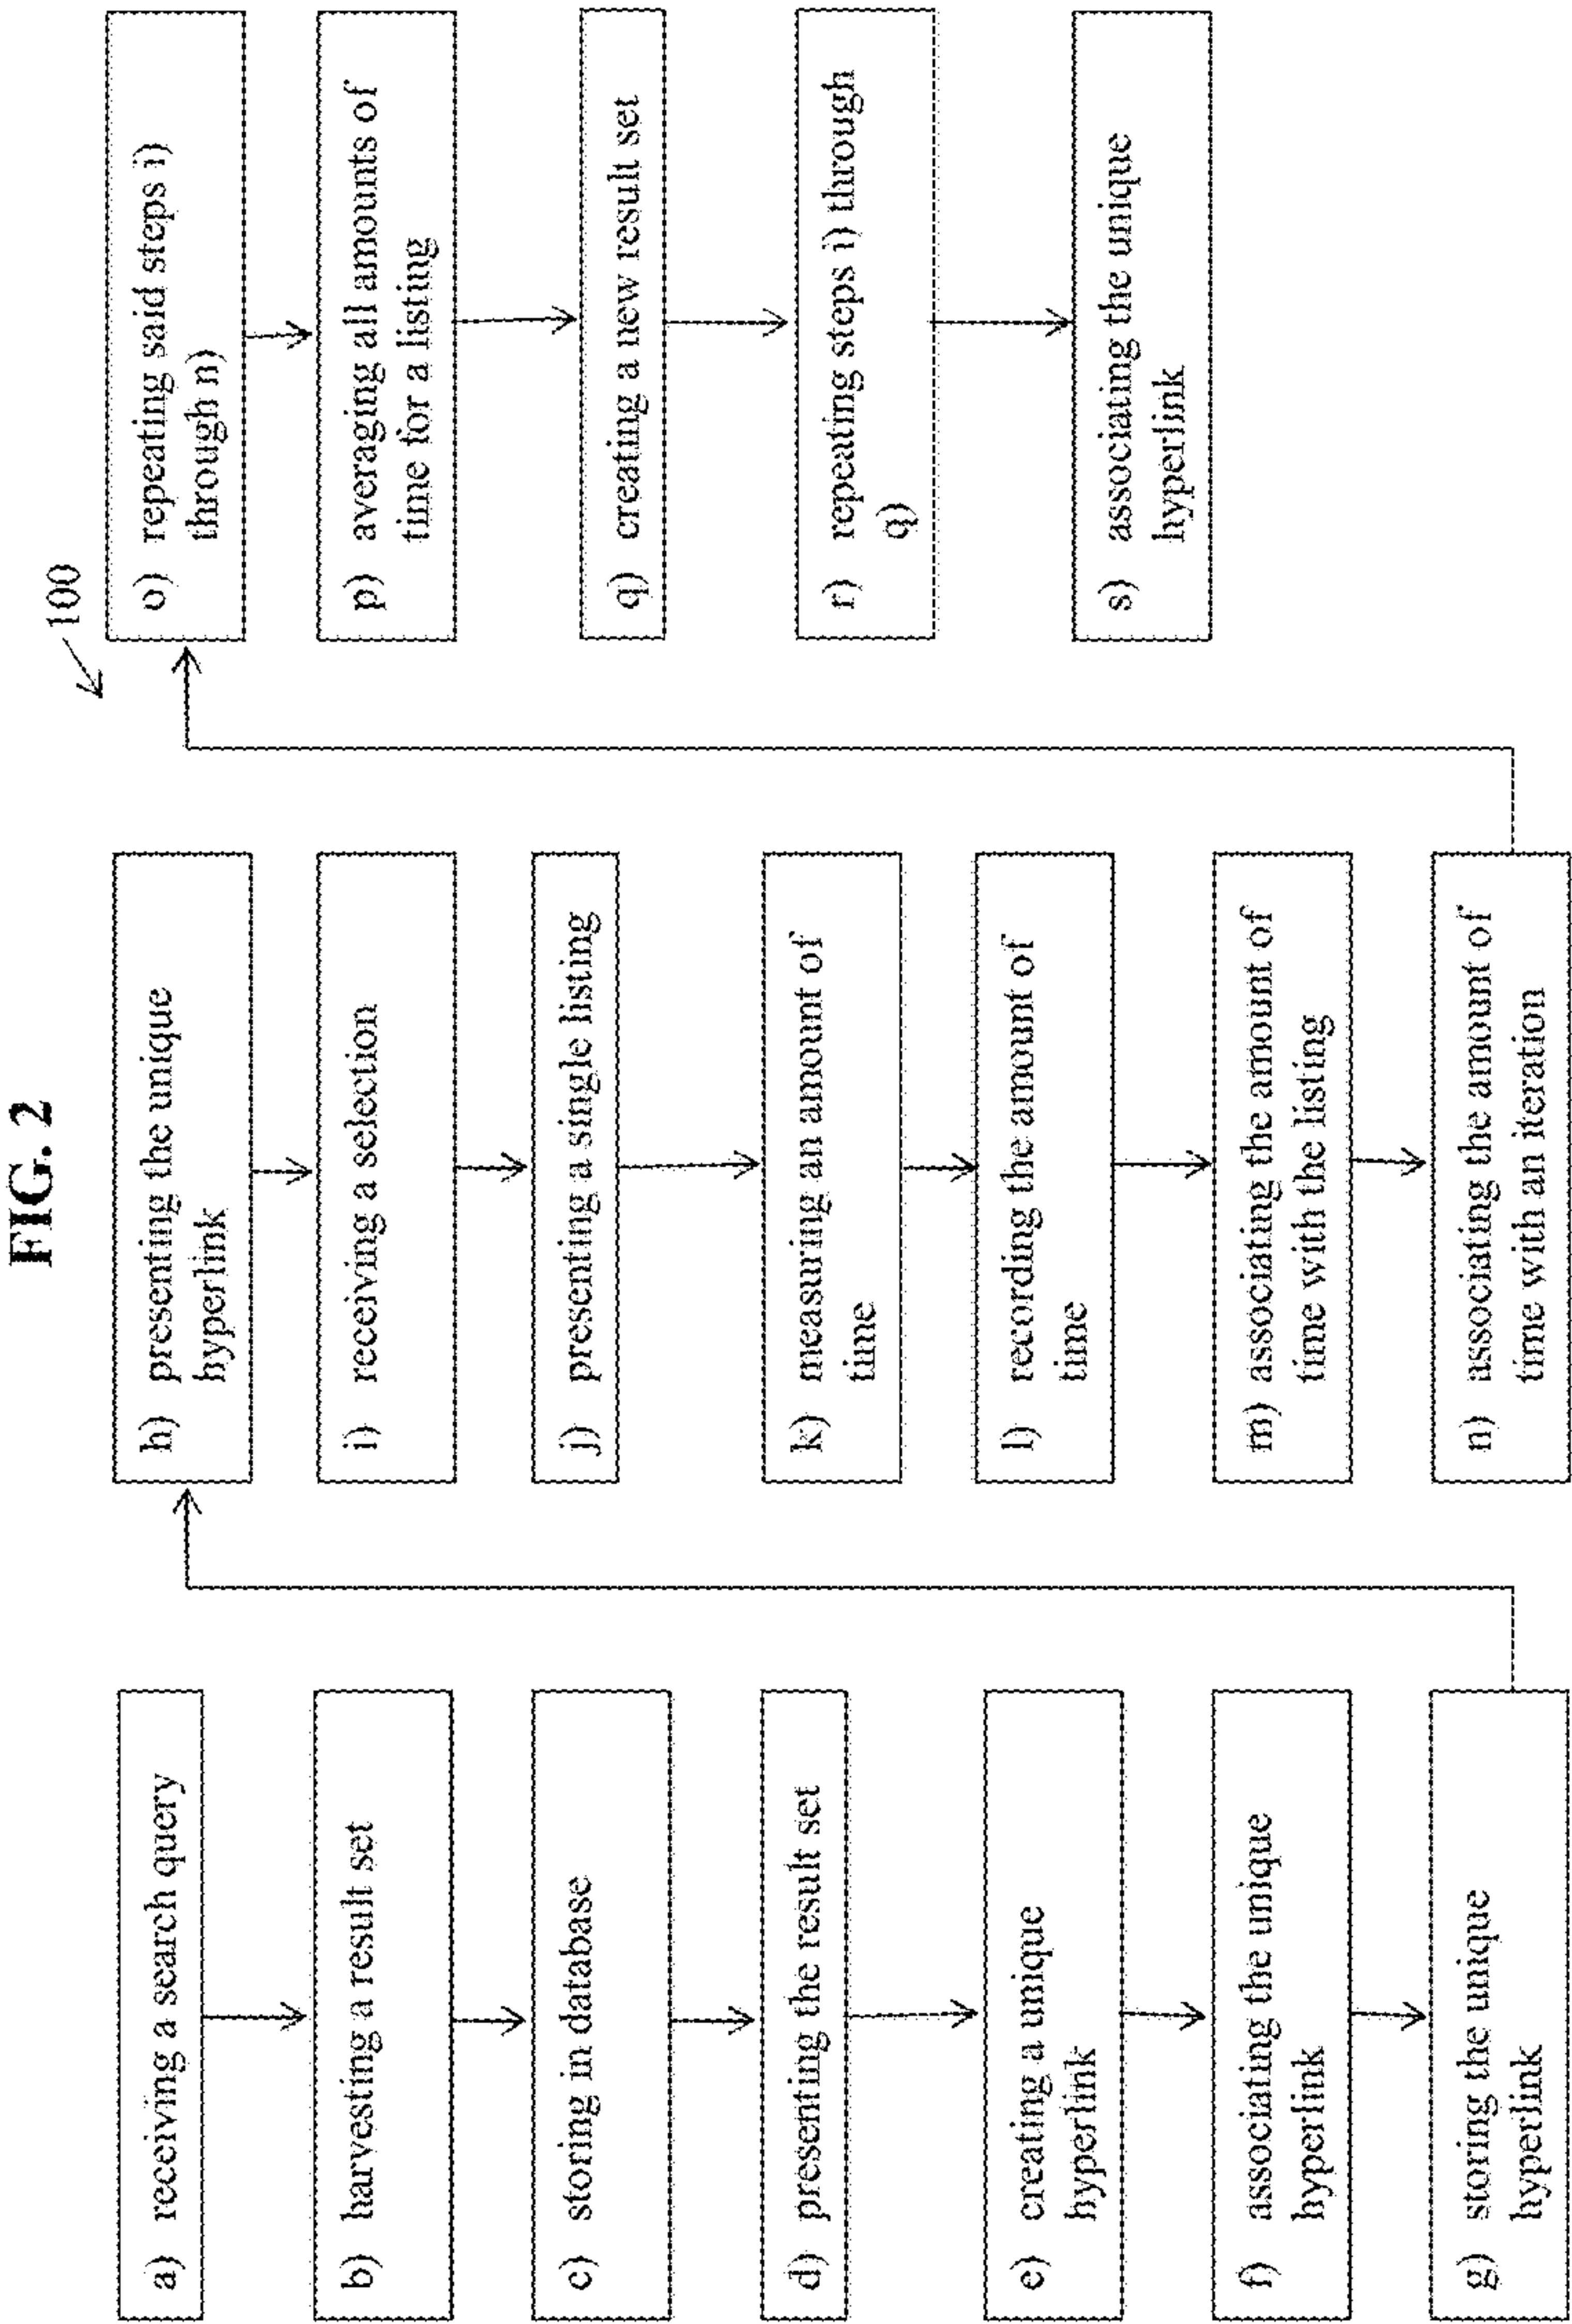 FIG. 2
100
a) receiving a search query
b) harvesting a result set
c) storing in database
d) presenting the result set
e) creating a unique
hyperlink
f) associating the unique
hyperlink
g) storing the unique
hyperlink
h) presenting the unique
hyperlink
i) receiving a selection
j) presenting a single listing
k) measuring an amount of
time
l) recording the amount of
time
m) associating the amount of
time with the listing
n) associating the amount of
time with an iteration
o) repeating said steps i)
through n)
p) averaging all amounts of
time for a listing
q) creating a new result set
r) repeating steps i) through
q)
s) associating the unique
hyperlink